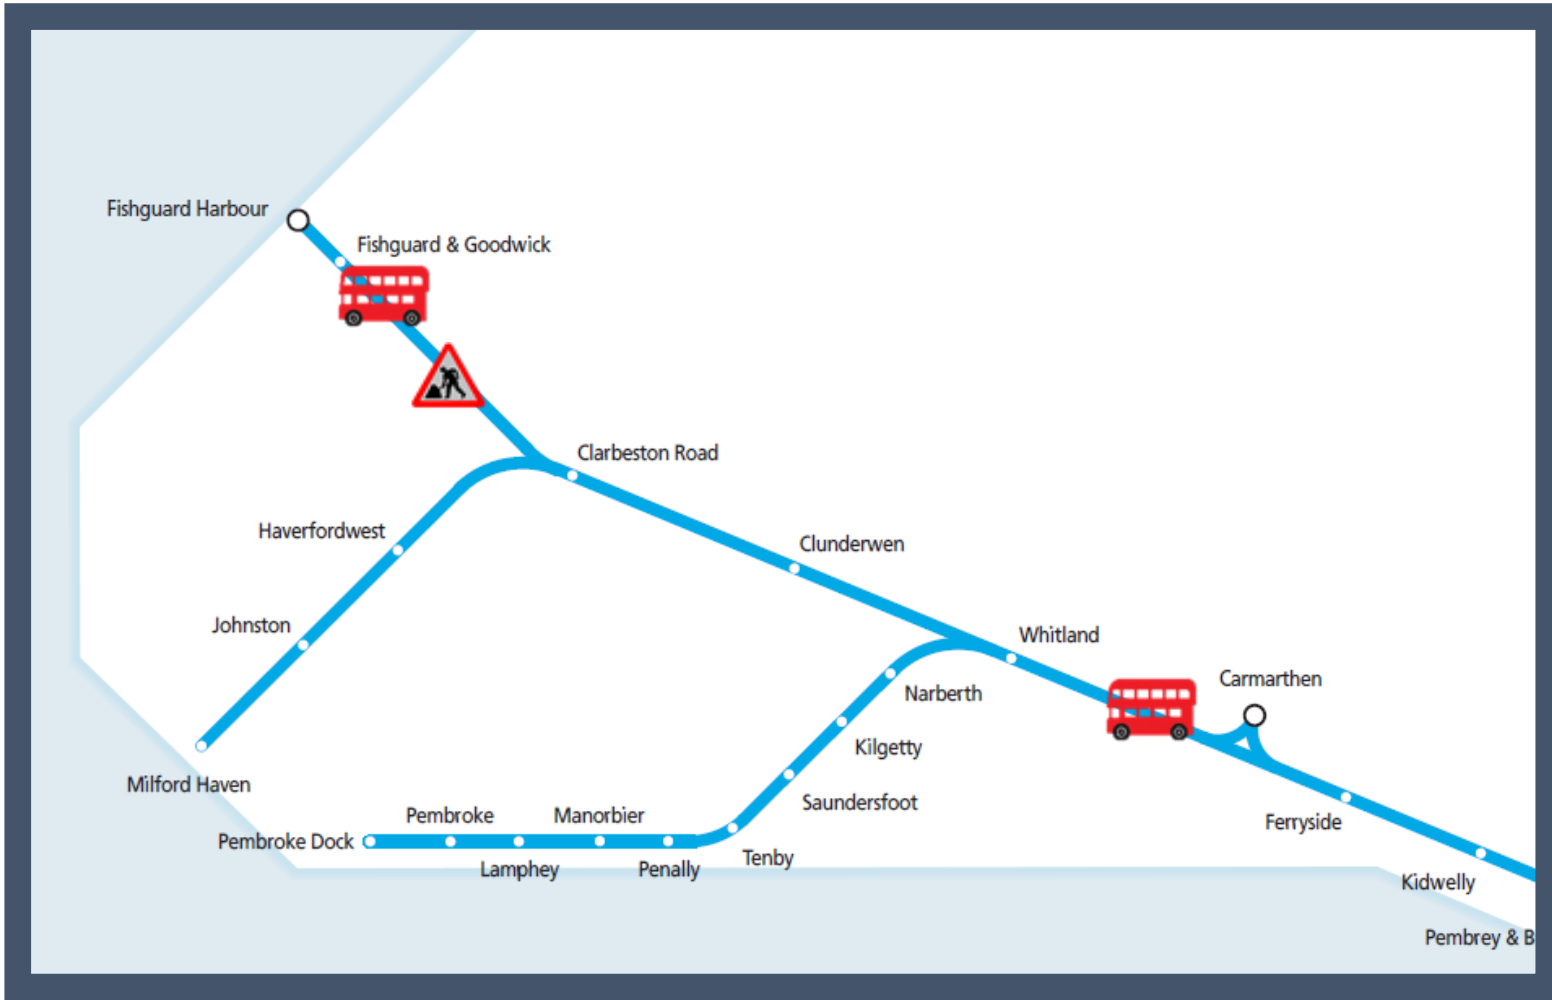 Fishguard Harbour
Fishguard & Goodwick
Clarbeston Road
Haverfordwest
Clunderwen
Johnston
Whitland
Carmarthen
Narberth
Kilgetty
Milford Haven
Saundersfoot
Pembroke
Manorbier
Ferryside
Pembroke Dock
Tenby
Lamphey
Penally
Kidwelly
Pembrey & B